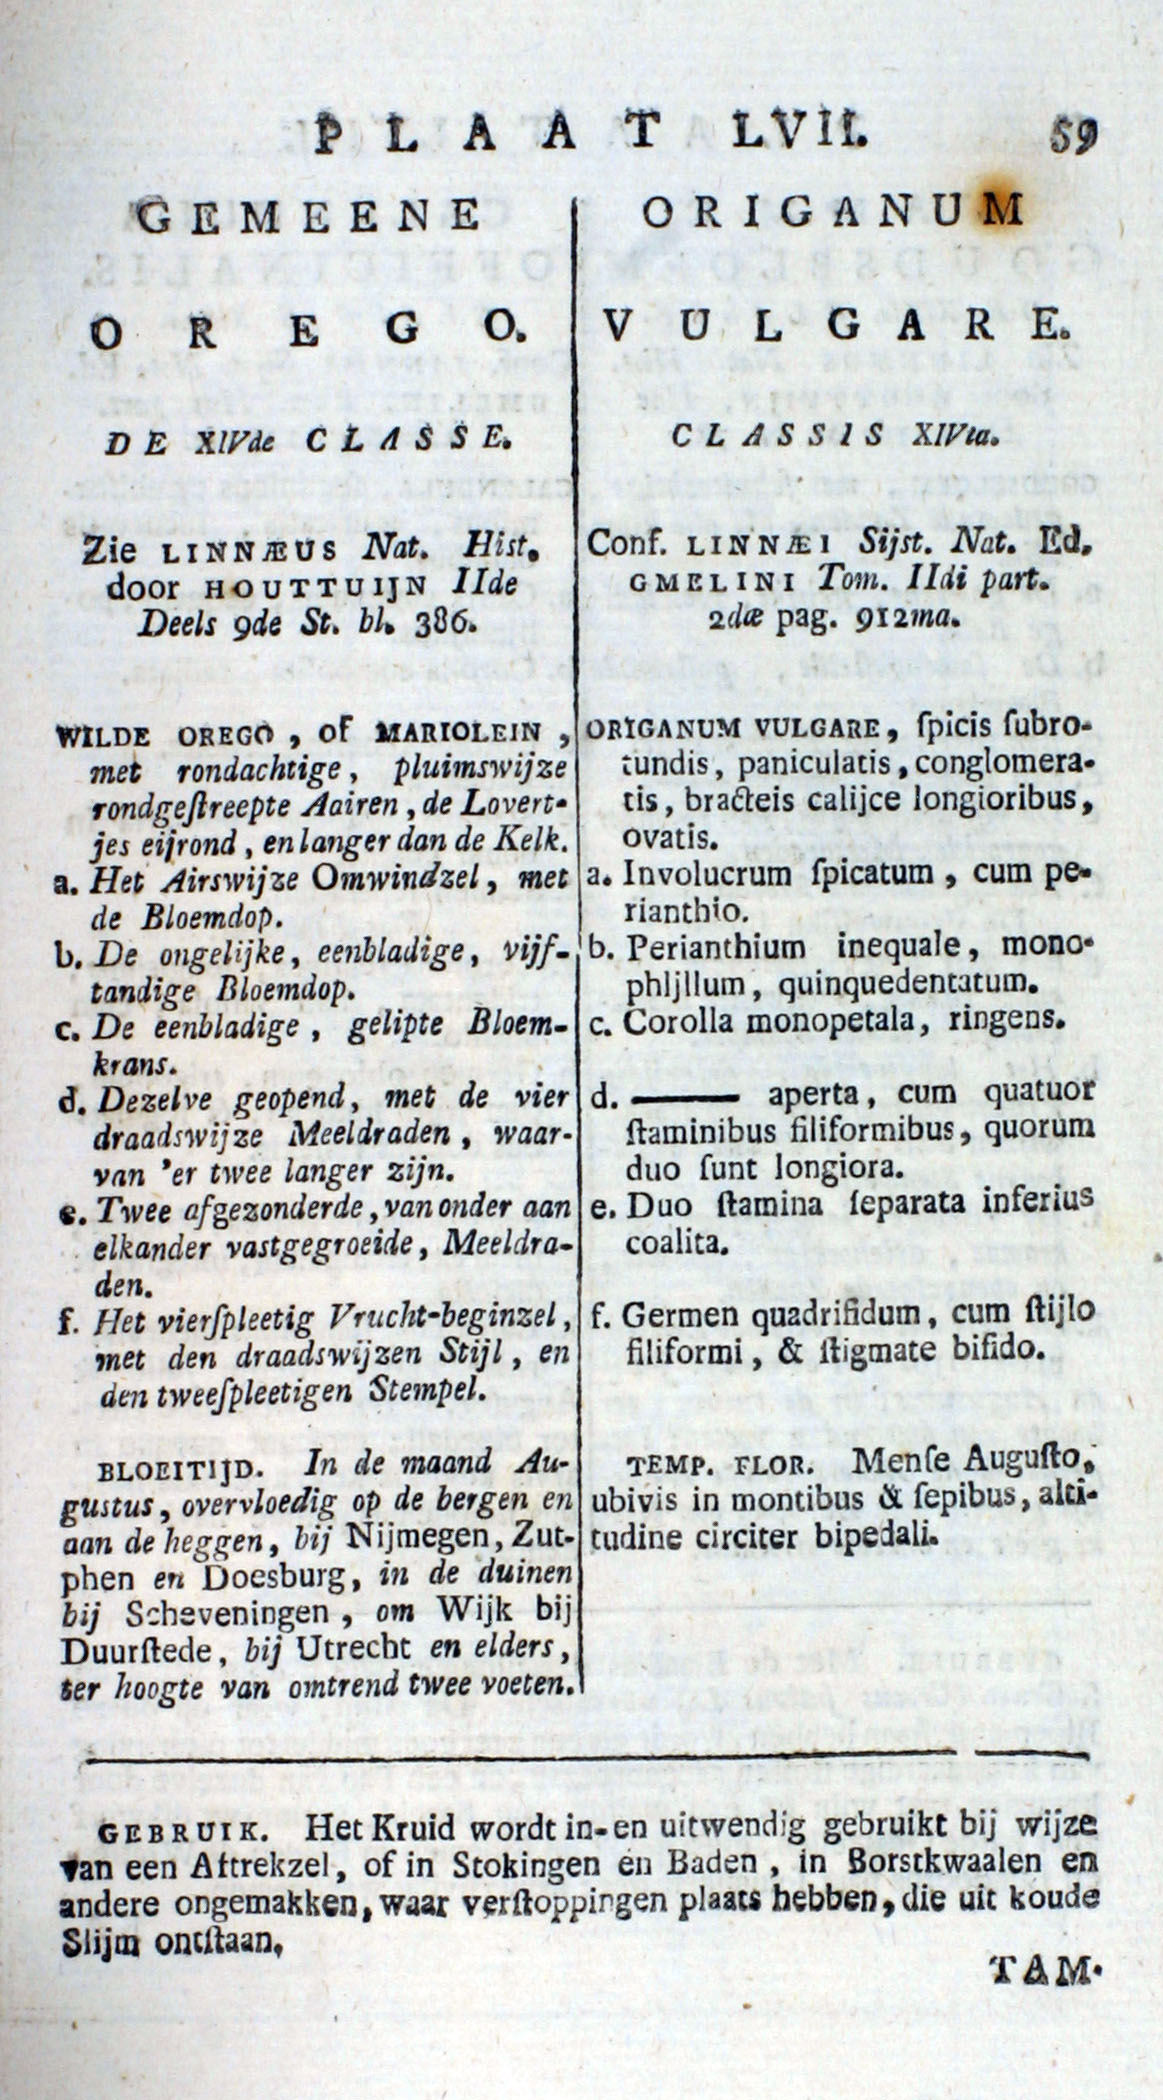 PLAAT LVII. 59
GEMEENE
OREGO.
DE XIVde CLASSE.
Zie LINNÆUS Nat. Hist.
door HOUTTUIJN IIde
Deels 9de St. bl. 386.
WILDE OREGO, of MARIOLEIN,
met rondachtige, pluimswijze
rondgeſtreepte Aairen, de Lovert-
jes eijrond, en langer dan de Kelk.
a. Het Airswijze Omwindzel, met
de Bloemdop.
b. De ongelijke, eenbladige, vijf-
tandige Bloemdop.
c. De eenbladige, gelipte Bloem-
krans.
d. Dezelve geopend, met de vier
draadswijze Meeldraden, waar-
van 'er twee langer zijn.
e. Twee afgezonderde, van onder aan
elkander vastgegroeide, Meeldra-
den.
f. Het vierſpleetig Vrucht-beginzel,
met den draadswijzen Stijl, en
den tweeſpleetigen Stempel.
BLOEITIJD. In de maand Au-
gustus, overvloedig op de bergen en
aan de heggen, bij Nijmegen, Zut-
phen en Doesburg, in de duinen
bij Scheveningen, om Wijk bij
Duurſtede, bij Utrecht en elders,
ter hoogte van omtrend twee voeten.
ORIGANUM
VULGARE.
CLASSIS XIVta.
Conf. LINNÆI Sijst. Nat. Ed.
GMELINI Tom. IIdi part.
2dæ pag. 912ma.
ORIGANUM VULGARE, ſpicis ſubro-
tundis, paniculatis, conglomera-
tis, bracteis calijce longioribus,
ovatis.
a. Involucrum ſpicatum, cum pe-
rianthio.
b. Perianthium inequale, mono-
phljllum, quinquedentatum.
c. Corolla monopetala, ringens.
d. ——— aperta, cum quatuor
ſtaminibus filiformibus, quorum
duo ſunt longiora.
e. Duo ſtamina ſeparata inferius
coalita.
f. Germen quadrifidum, cum ſtijlo
filiformi, & ſtigmate bifido.
TEMP. FLOR. Menſe Auguſto,
ubivis in montibus & ſepibus, alti-
tudine circiter bipedali.
GEBRUIK. Het Kruid wordt in- en uitwendig gebruikt bij wijze
van een Aftrekzel, of in Stokingen en Baden, in Borstkwaalen en
andere ongemakken, waar verſtoppingen plaats hebben, die uit koude
Slijm ontſtaan.
TAM-